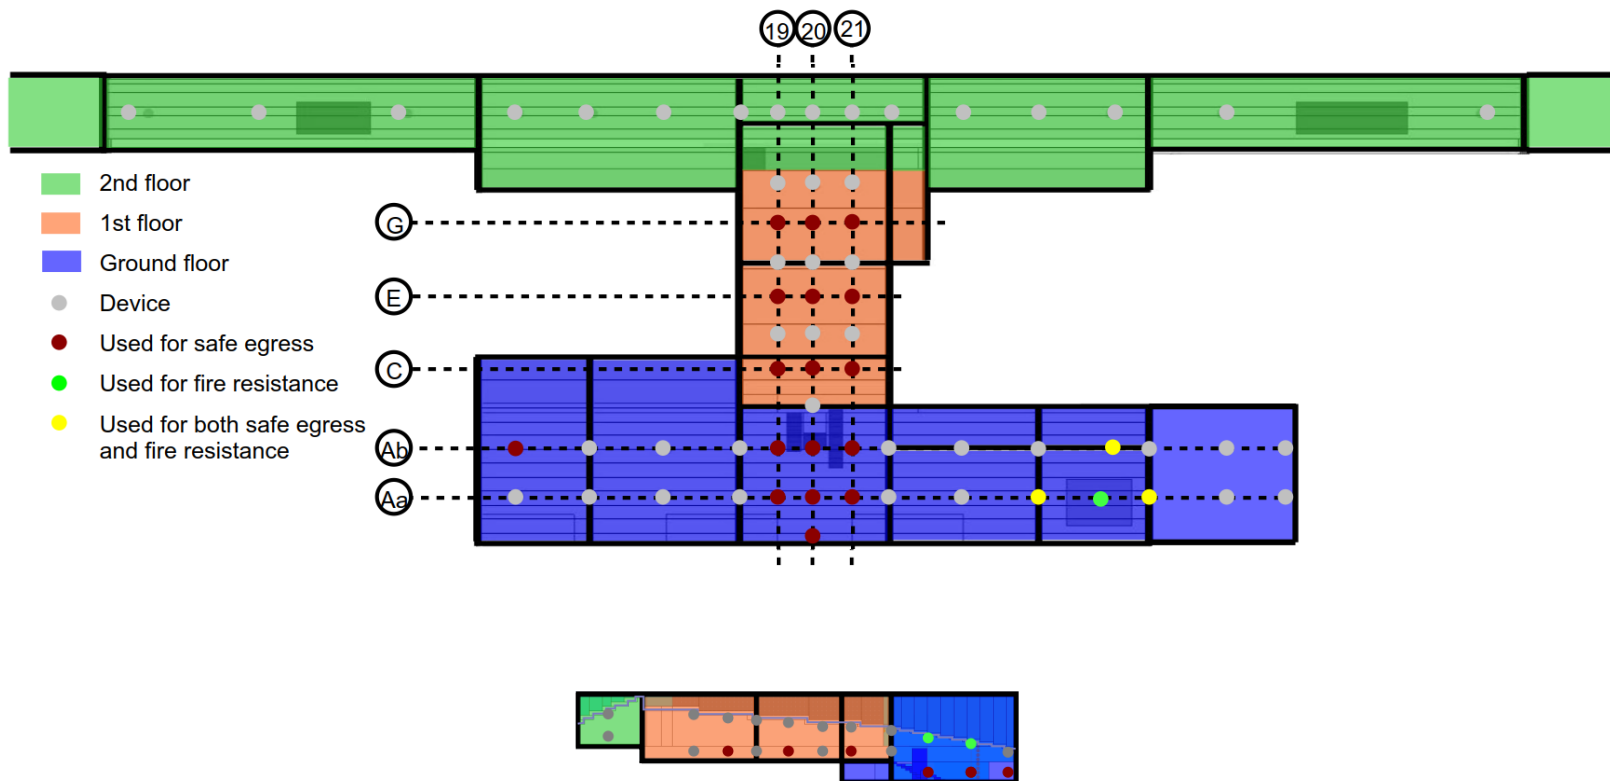 19 20 21
2nd floor
1st floor
G
Ground floor
Device
E
Used for safe egress
C
Used for fire resistance
Used for both safe egress
and fire resistance
Ab
Aa